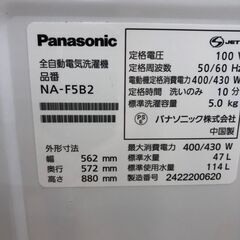 Panasonic
全自動電気洗濯機
品番
NA-F5B2
外形寸法
幅 562 mm
奥行 572 mm
高さ 880 mm
S JET
定格電圧 100 V
定格周波数 50/60 Hz
電動機定格消費電力 400/430 W
定格時間 洗いのみ 10 分
標準洗濯容量 5.0 kg
PS E
パナソニック株式会社
中国製
最大消費電力 400/430 W
標準水量 47 L
標準使用水量 114 L
製造番号 2422200620